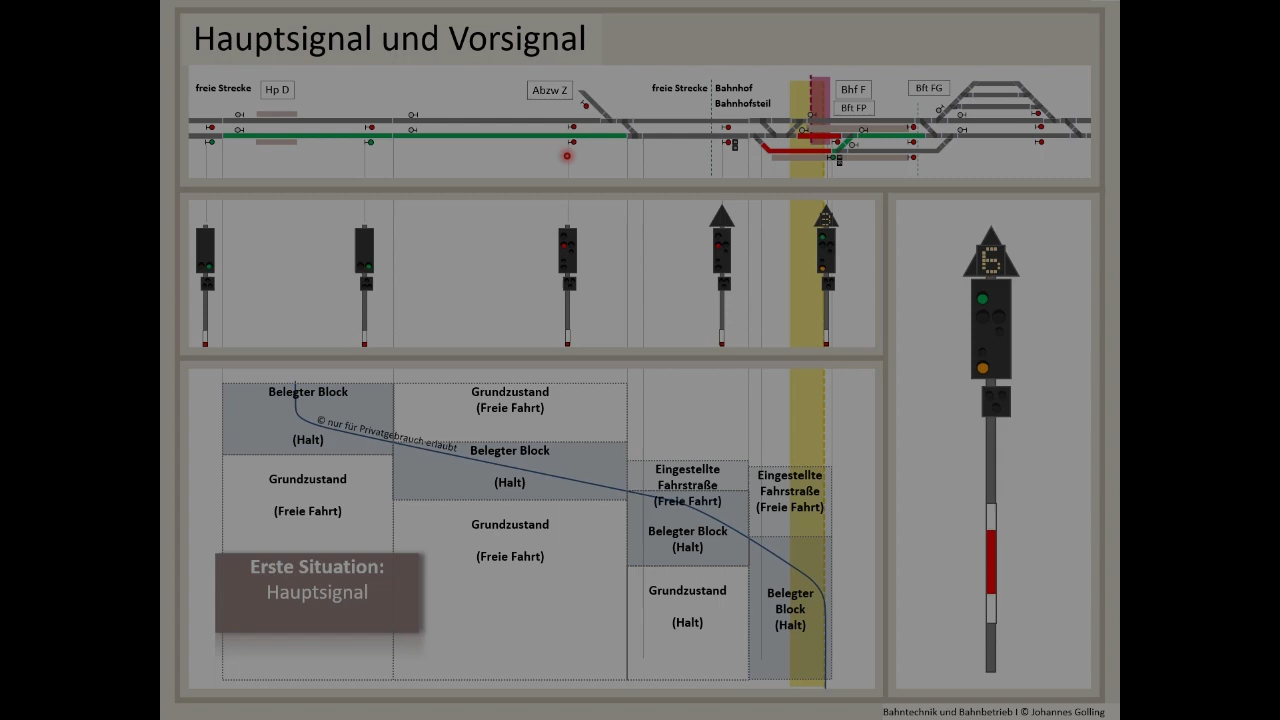 Hauptsignal und Vorsignal
freie Strecke
Hp D
Abzw Z
freie Strecke
Bahnhof
Bahnhofsteil
Bhf F
Bft FP
Bft FG
6
Belegter Block
(Halt)
Grundzustand
(Freie Fahrt)
© nur für Privatgebrauch erlaubt
Belegter Block
(Halt)
Grundzustand
(Freie Fahrt)
Grundzustand
(Freie Fahrt)
Eingestellte
Fahrstraße
(Freie Fahrt)
Belegter Block
(Halt)
Grundzustand
(Halt)
Eingestellte
Fahrstraße
(Freie Fahrt)
Belegter
Block
(Halt)
Erste Situation:
Hauptsignal
Bahntechnik und Bahnbetrieb I © Johannes Golling